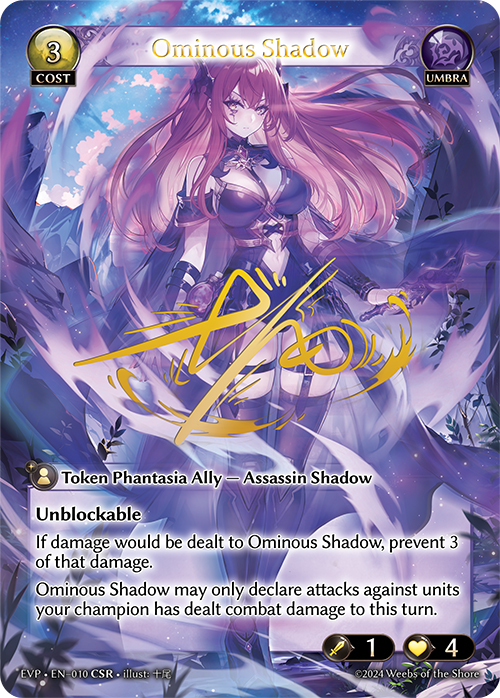 3
COST
Ominous Shadow
UMBRA
Token Phantasia Ally — Assassin Shadow
Unblockable
If damage would be dealt to Ominous Shadow, prevent 3
of that damage.
Ominous Shadow may only declare attacks against units
your champion has dealt combat damage to this turn.
1
4
EVP • EN-010 CSR • illust: 十尾
©2024 Weebs of the Shore